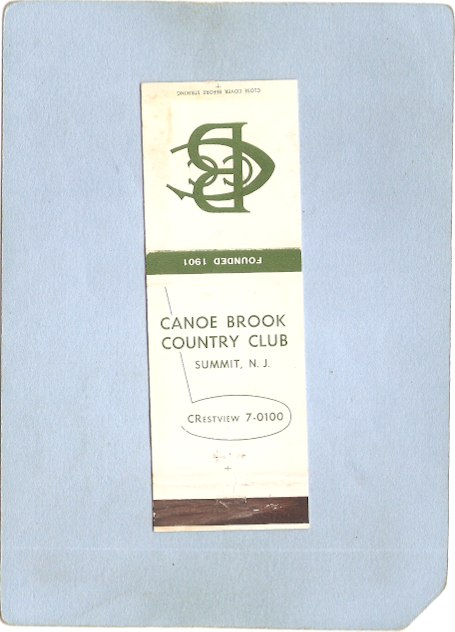 CLOSE COVER BEFORE STRIKING
FOUNDED 1901
CANOE BROOK
COUNTRY CLUB
SUMMIT, N. J.
CRESTVIEW 7-0100